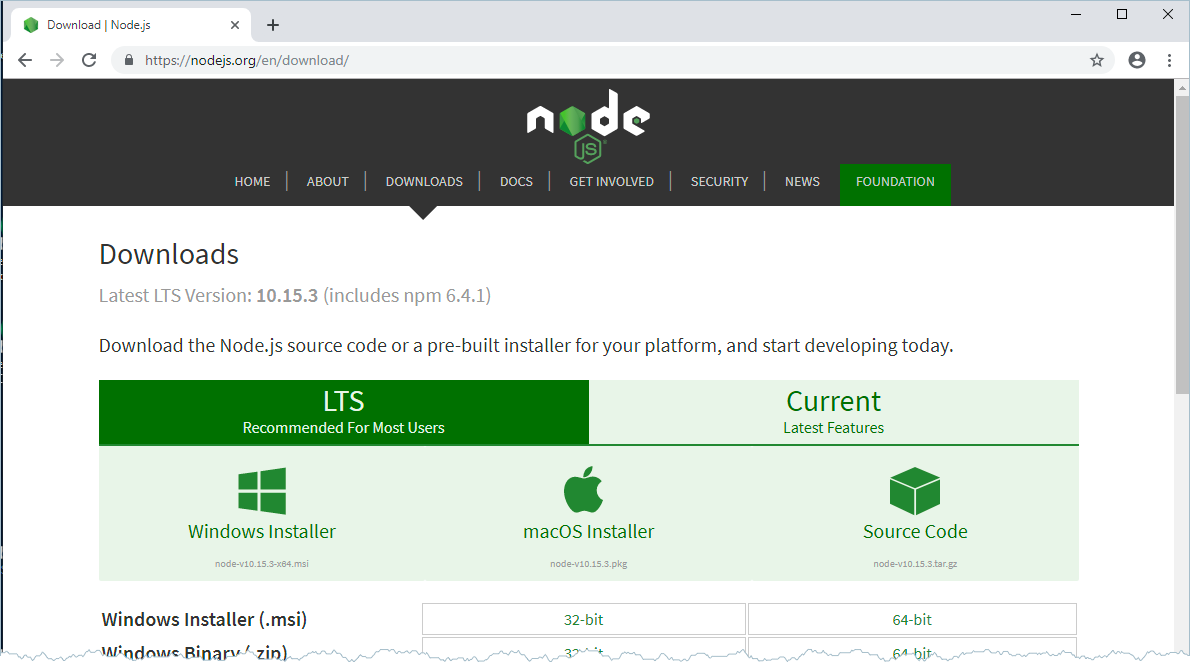 Download | Node.js
https://nodejs.org/en/download/
node
JS
HOME ABOUT DOWNLOADS DOCS GET INVOLVED SECURITY NEWS FOUNDATION
Downloads
Latest LTS Version: 10.15.3 (includes npm 6.4.1)
Download the Node.js source code or a pre-built installer for your platform, and start developing today.
LTS
Recommended For Most Users
Current
Latest Features
Windows Installer
node-v10.15.3-x64.msi
macOS Installer
node-v10.15.3.pkg
Source Code
node-v10.15.3.tar.gz
Windows Installer (.msi) 32-bit 64-bit
Windows Binary (.zip) 32-bit 64-bit